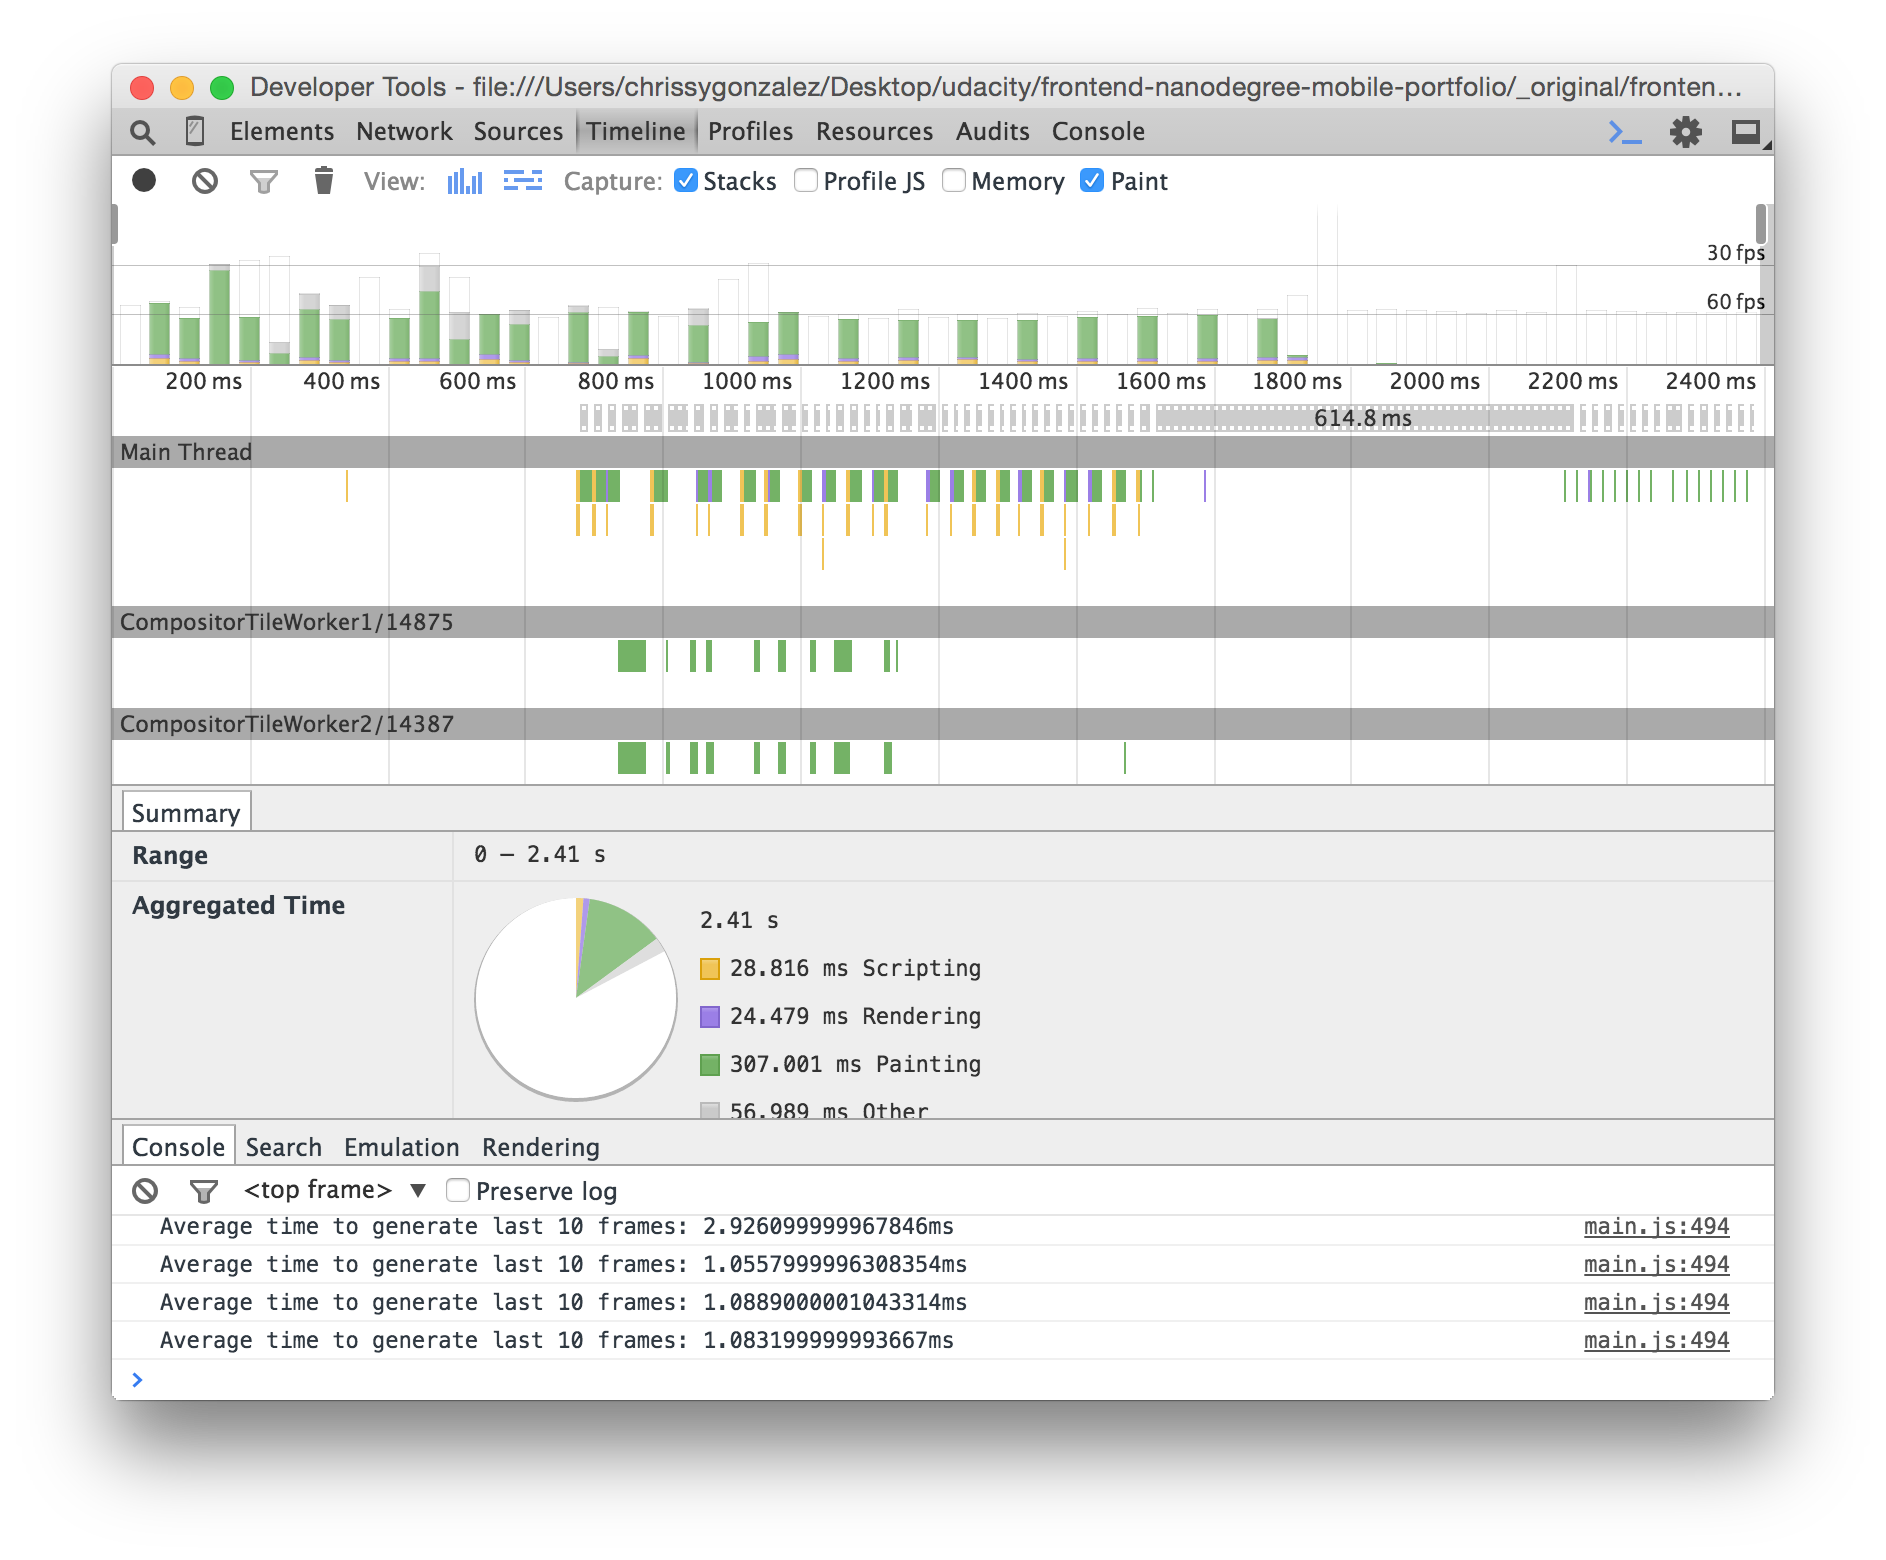 Developer Tools - file:///Users/chrissygonzalez/Desktop/udacity/frontend-nanodegree-mobile-portfolio/_original/fronten...
Elements Network Sources Timeline Profiles Resources Audits Console
View: Capture: Stacks Profile JS Memory Paint
30 fps
60 fps
200 ms 400 ms 600 ms 800 ms 1000 ms 1200 ms 1400 ms 1600 ms 1800 ms 2000 ms 2200 ms 2400 ms
614.8 ms
Main Thread
CompositorTileWorker1/14875
CompositorTileWorker2/14387
Summary
Range 0 – 2.41 s
Aggregated Time
2.41 s
28.816 ms Scripting
24.479 ms Rendering
307.001 ms Painting
56.989 ms Other
Console Search Emulation Rendering
<top frame> ▼ Preserve log
Average time to generate last 10 frames: 2.926099999967846ms main.js:494
Average time to generate last 10 frames: 1.0557999996308354ms main.js:494
Average time to generate last 10 frames: 1.0889000001043314ms main.js:494
Average time to generate last 10 frames: 1.083199999993667ms main.js:494